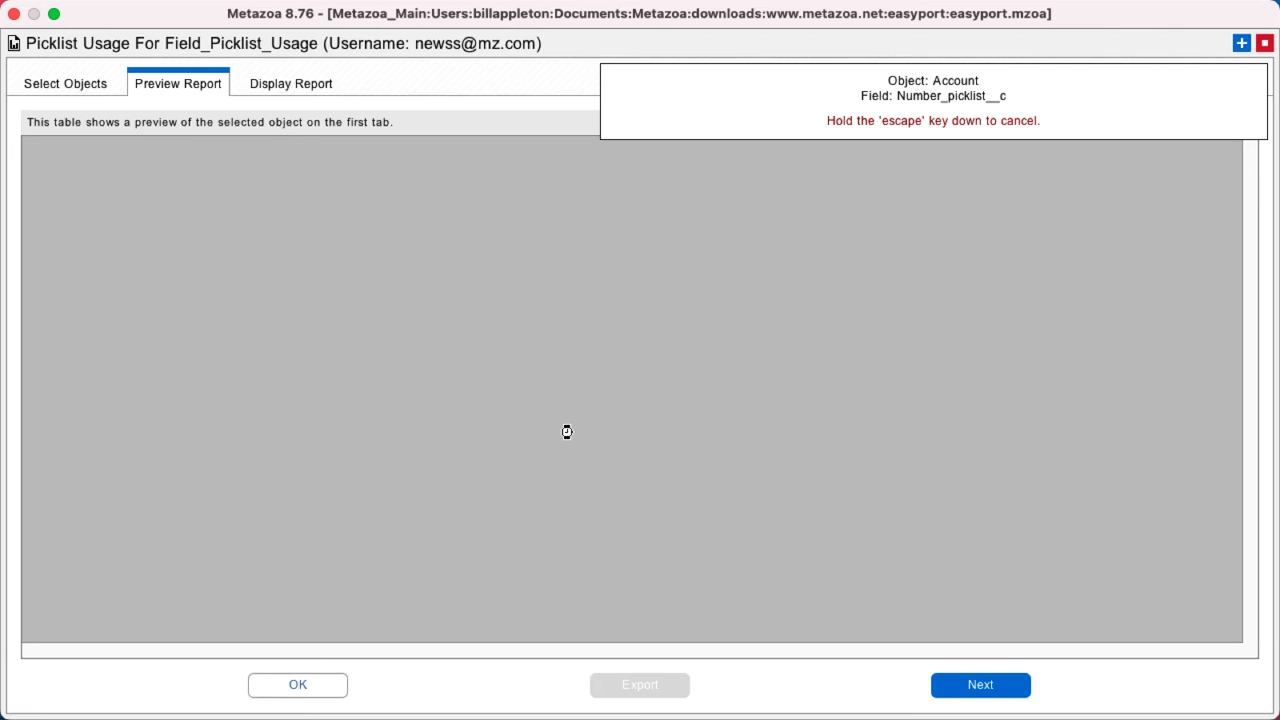 Metazoa 8.76 - [Metazoa_Main:Users:billappleton:Documents:Metazoa:downloads:www.metazoa.net:easyport:easyport.mzoa]
Picklist Usage For Field_Picklist_Usage (Username: newss@mz.com)
Select Objects
Preview Report
Display Report
Object: Account
Field: Number_picklist__c
Hold the 'escape' key down to cancel.
This table shows a preview of the selected object on the first tab.
OK
Export
Next